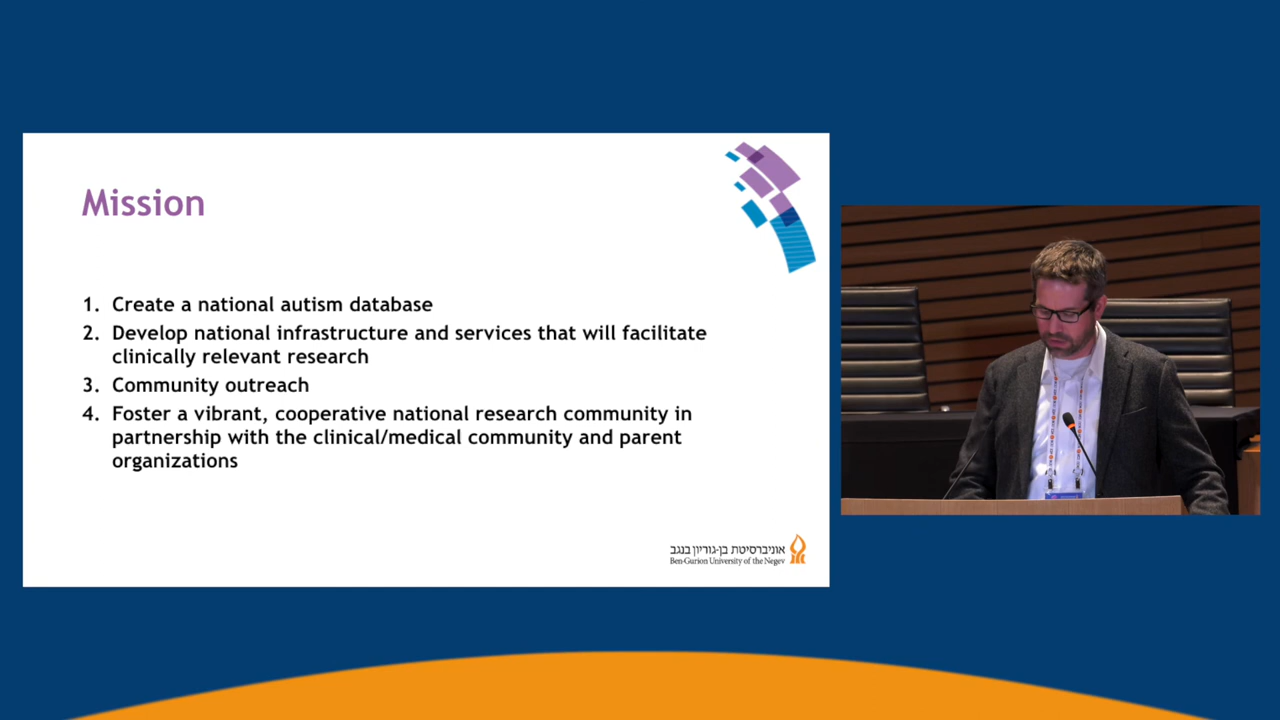 Mission
1. Create a national autism database
2. Develop national infrastructure and services that will facilitate
clinically relevant research
3. Community outreach
4. Foster a vibrant, cooperative national research community in
partnership with the clinical/medical community and parent
organizations
אוניברסיטת בן-גוריון בנגב
Ben-Gurion University of the Negev